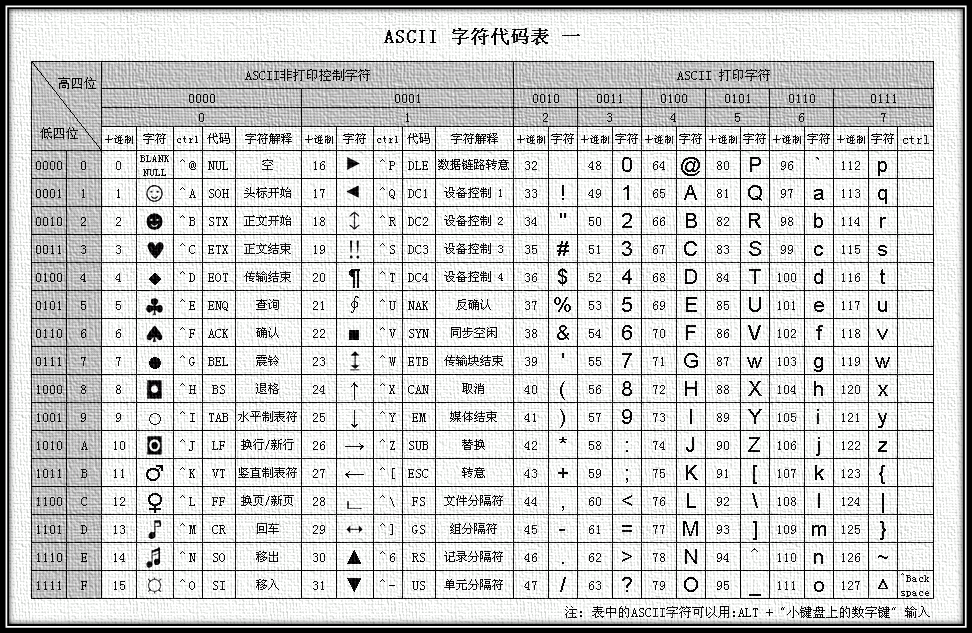 ASCII 字符代码表 一
高四位 ASCII非打印控制字符 ASCII 打印字符
0000 0001 0010 0011 0100 0101 0110 0111
低四位 0 1 2 3 4 5 6 7
十进制 字符 ctrl 代码 字符解释 十进制 字符 ctrl 代码 字符解释 十进制 字符 十进制 字符 十进制 字符 十进制 字符 十进制 字符 十进制 字符 ctrl
0000 0 0 BLANK NULL ^@ NUL 空 16 ► ^P DLE 数据链路转意 32 48 0 64 @ 80 P 96 ` 112 p
0001 1 1 ☺ ^A SOH 头标开始 17 ◄ ^Q DC1 设备控制 1 33 ! 49 1 65 A 81 Q 97 a 113 q
0010 2 2 ☻ ^B STX 正文开始 18 ↕ ^R DC2 设备控制 2 34 " 50 2 66 B 82 R 98 b 114 r
0011 3 3 ♥ ^C ETX 正文结束 19 ‼ ^S DC3 设备控制 3 35 # 51 3 67 C 83 S 99 c 115 s
0100 4 4 ♦ ^D EOT 传输结束 20 ¶ ^T DC4 设备控制 4 36 $ 52 4 68 D 84 T 100 d 116 t
0101 5 5 ♣ ^E ENQ 查询 21 ∮ ^U NAK 反确认 37 % 53 5 69 E 85 U 101 e 117 u
0110 6 6 ♠ ^F ACK 确认 22 ■ ^V SYN 同步空闲 38 & 54 6 70 F 86 V 102 f 118 v
0111 7 7 ● ^G BEL 震铃 23 ↨ ^W ETB 传输块结束 39 ' 55 7 71 G 87 w 103 g 119 w
1000 8 8 ◘ ^H BS 退格 24 ↑ ^X CAN 取消 40 ( 56 8 72 H 88 X 104 h 120 x
1001 9 9 ○ ^I TAB 水平制表符 25 ↓ ^Y EM 媒体结束 41 ) 57 9 73 I 89 Y 105 i 121 y
1010 A 10 ◙ ^J LF 换行/新行 26 → ^Z SUB 替换 42 * 58 : 74 J 90 Z 106 j 122 z
1011 B 11 ♂ ^K VT 竖直制表符 27 ← ^[ ESC 转意 43 + 59 ; 75 K 91 [ 107 k 123 {
1100 C 12 ♀ ^L FF 换页/新页 28 ∟ ^\ FS 文件分隔符 44 , 60 < 76 L 92 \ 108 l 124 |
1101 D 13 ♪ ^M CR 回车 29 ↔ ^] GS 组分隔符 45 - 61 = 77 M 93 ] 109 m 125 }
1110 E 14 ♫ ^N SO 移出 30 ▲ ^6 RS 记录分隔符 46 . 62 > 78 N 94 ^ 110 n 126 ~
1111 F 15 ☼ ^O SI 移入 31 ▼ ^- US 单元分隔符 47 / 63 ? 79 O 95 _ 111 o 127 Δ ^Back space
注: 表中的ASCII字符可以用:ALT + "小键盘上的数字键" 输入